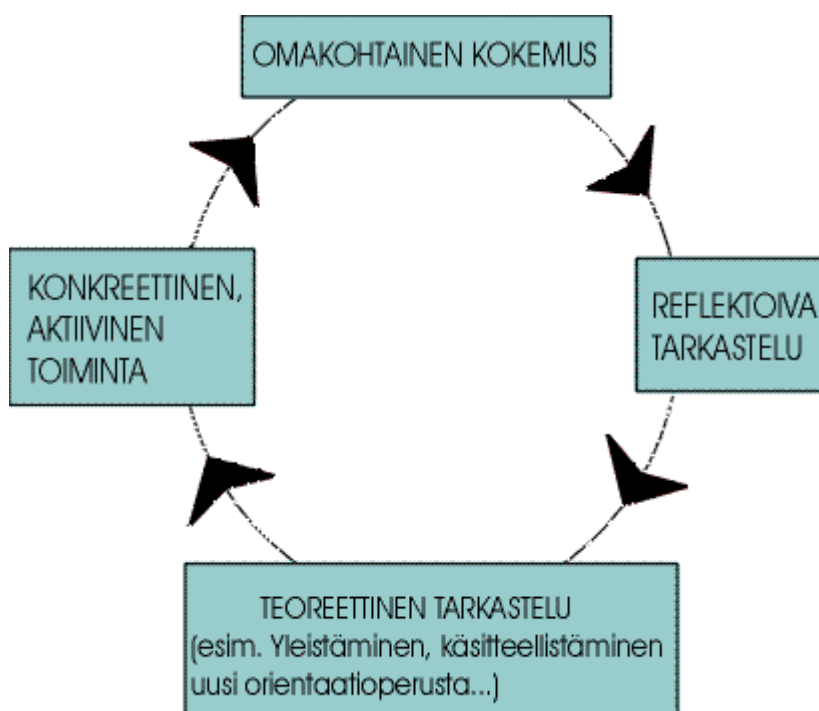 OMAKOHTAINEN KOKEMUS
REFLEKTOIVA
TARKASTELU
TEOREETTINEN TARKASTELU
(esim. Yleistäminen, käsitteellistäminen
uusi orientaatioperusta...)
KONKREETTINEN,
AKTIIVINEN
TOIMINTA